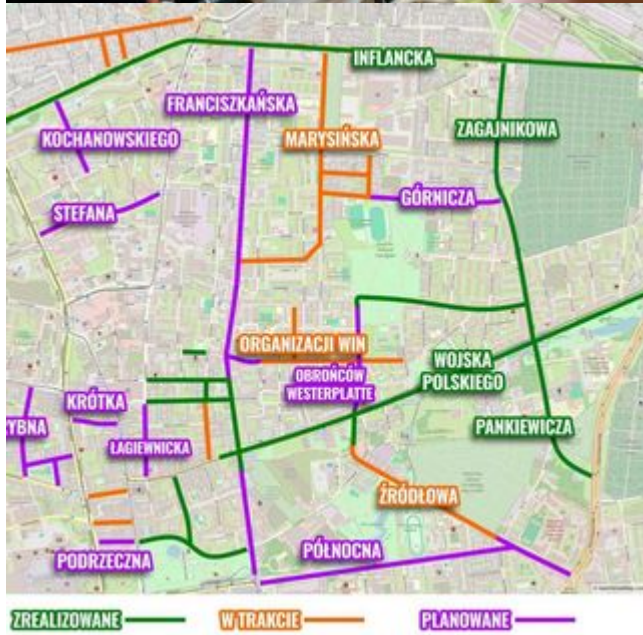 INFLANCKA
FRANCISZKAŃSKA
KOCHANOWSKIEGO
MARYSIŃSKA
ZAGAJNIKOWA
GÓRNICZA
STEFANA
ORGANIZACJI WIN
WOJSKA
POLSKIEGO
OBROŃCÓW
WESTERPLATTE
KRÓTKA
YBNA
ŁAGIEWNICKA
PANKIEWICZA
ŹRÓDŁOWA
PÓŁNOCNA
PODRZECZNA
ZREALIZOWANE
W TRAKCIE
PLANOWANE